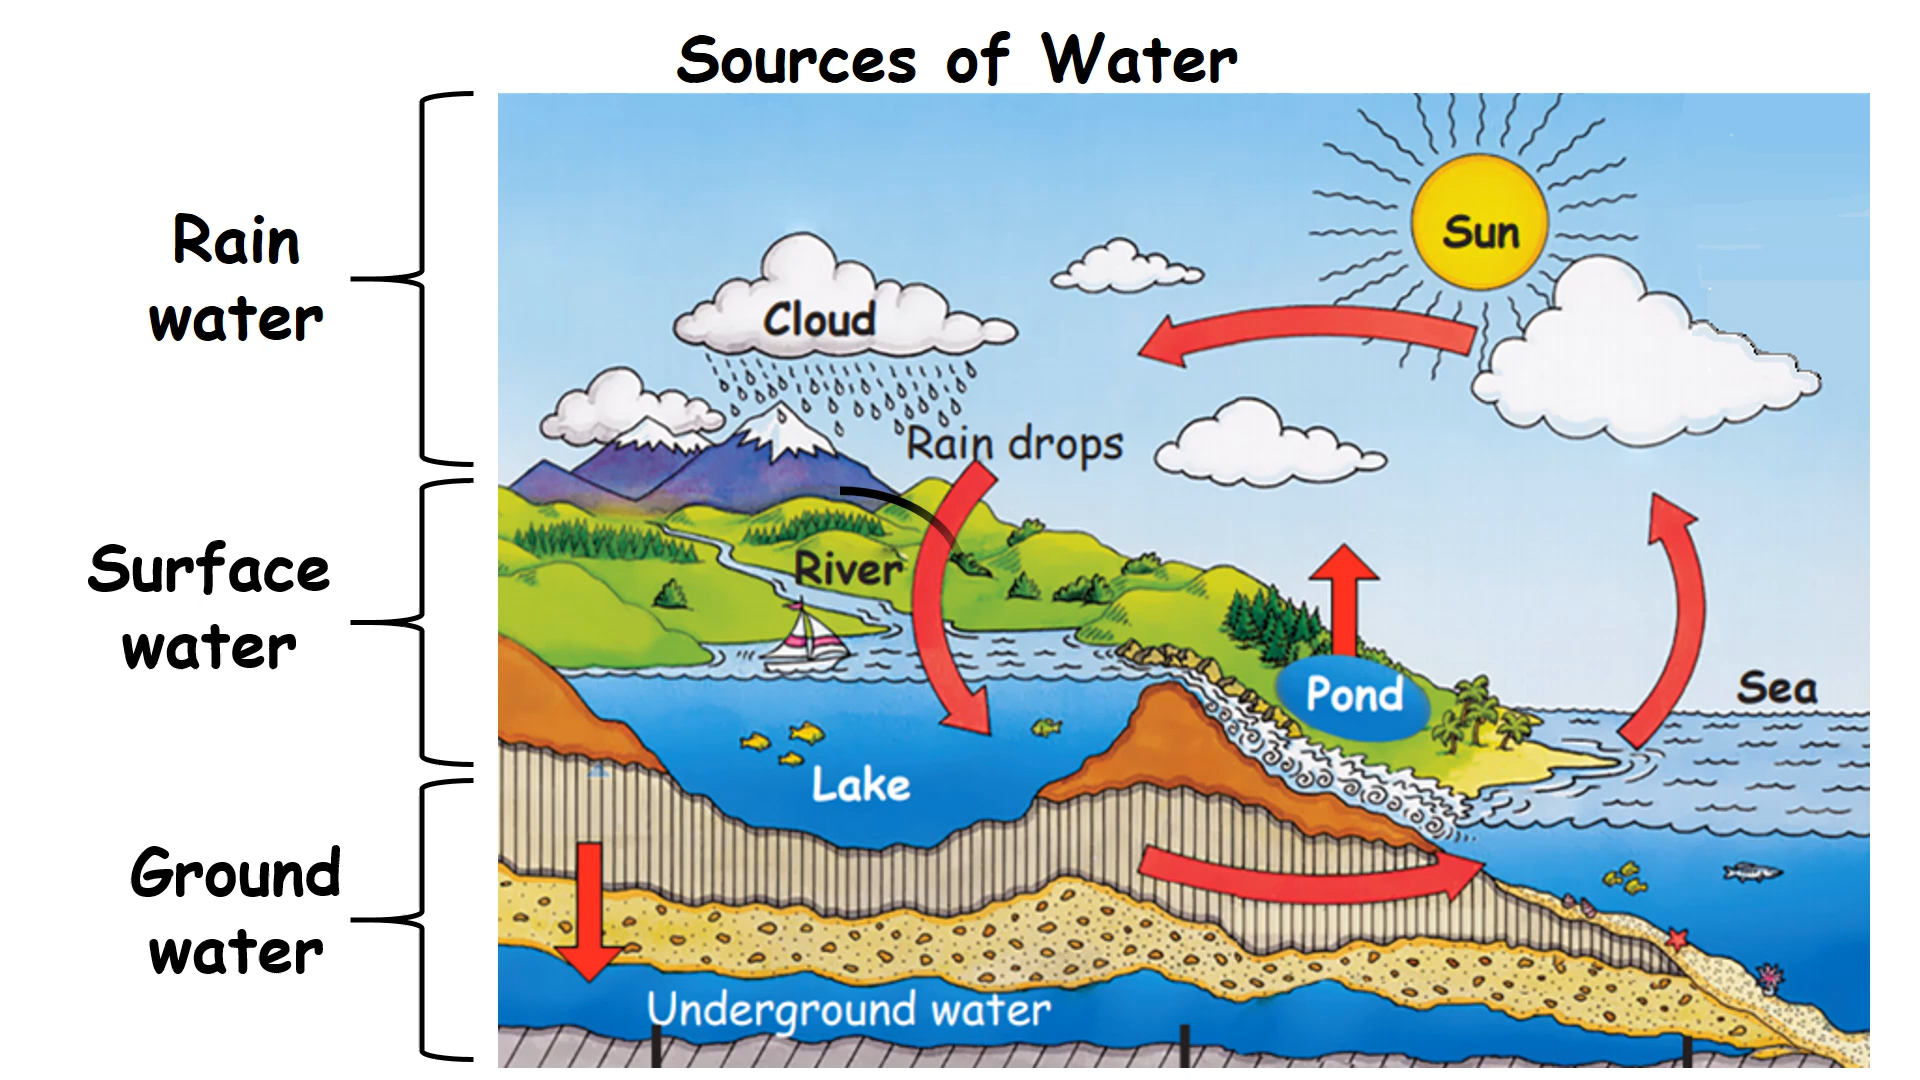 Sources of Water
Rain
water
Sun
Cloud
Rain drops
Surface
water
River
Pond
Sea
Lake
Ground
water
Underground water